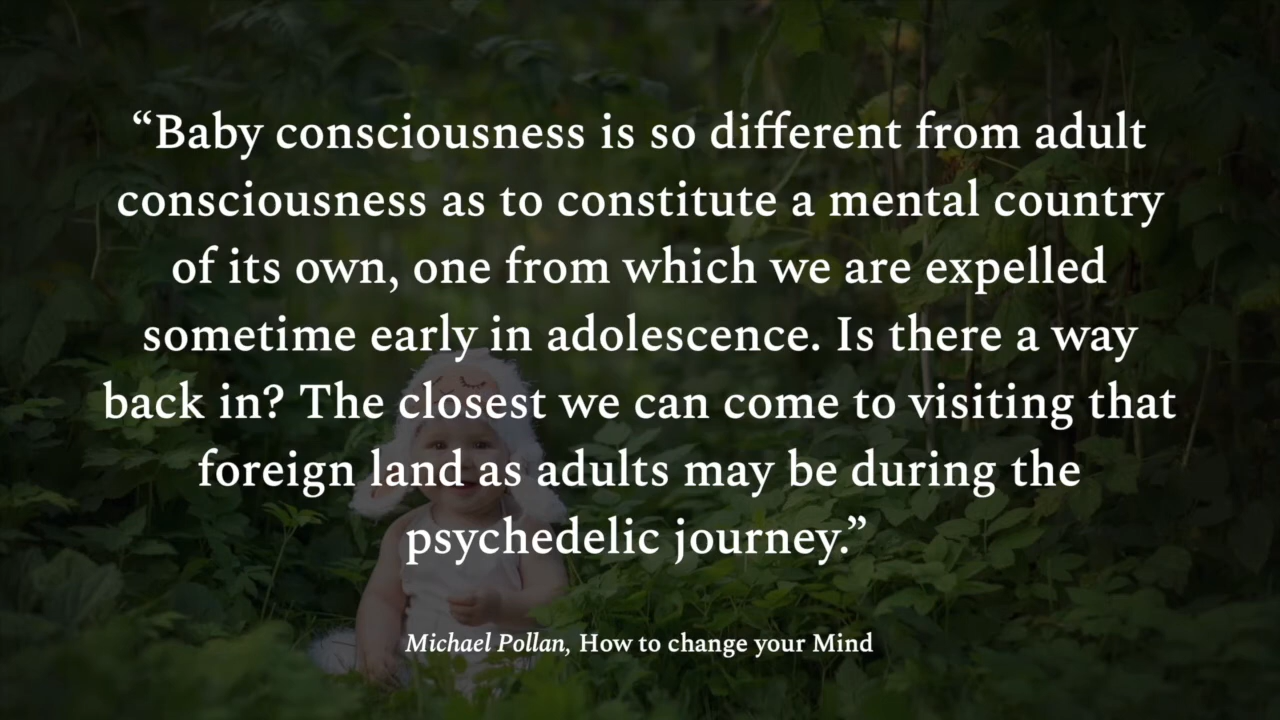 “Baby consciousness is so different from adult
consciousness as to constitute a mental country
of its own, one from which we are expelled
sometime early in adolescence. Is there a way
back in? The closest we can come to visiting that
foreign land as adults may be during the
psychedelic journey.”
Michael Pollan, How to change your Mind